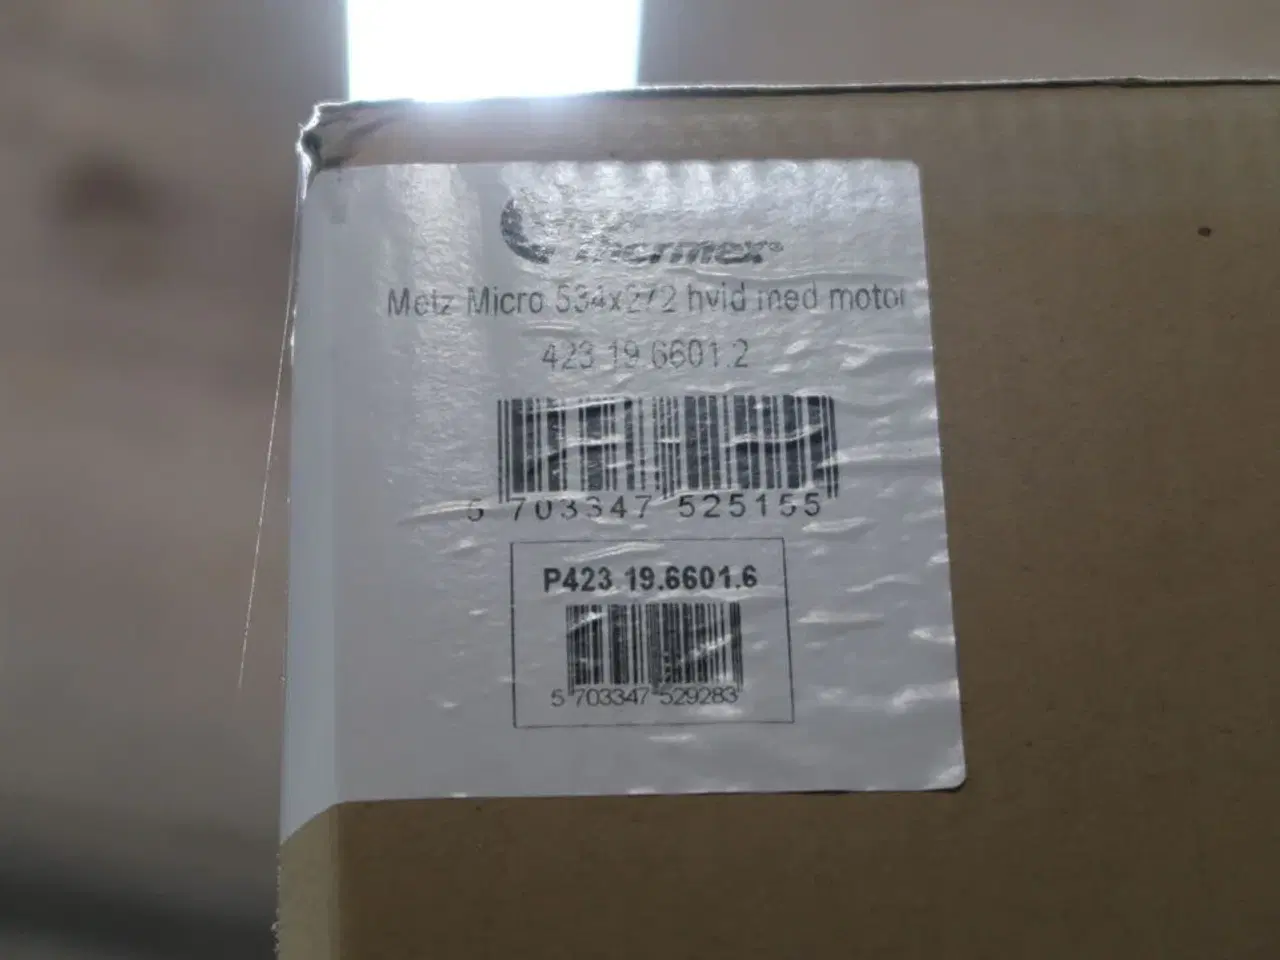 thermex®
Metz Micro 534x272 hvid med motor
423.19.6601.2
5 703347 525155
P423.19.6601.6
5 703347 529283